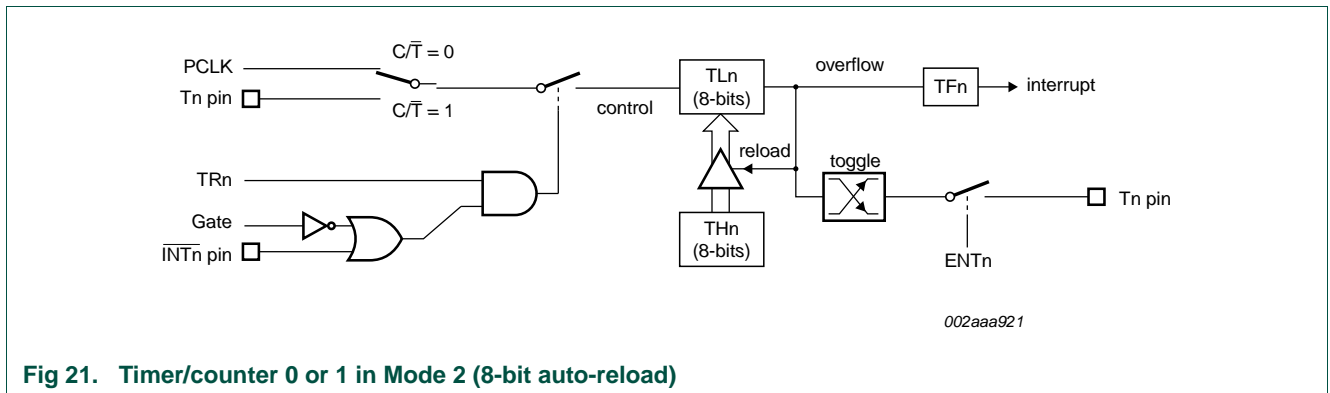 C/T̅ = 0
PCLK
Tn pin
C/T̅ = 1
control
TLn
(8-bits)
overflow
TFn
interrupt
reload
toggle
TRn
Gate
I̅N̅T̅n̅ pin
THn
(8-bits)
Tn pin
ENTn
002aaa921
Fig 21. Timer/counter 0 or 1 in Mode 2 (8-bit auto-reload)